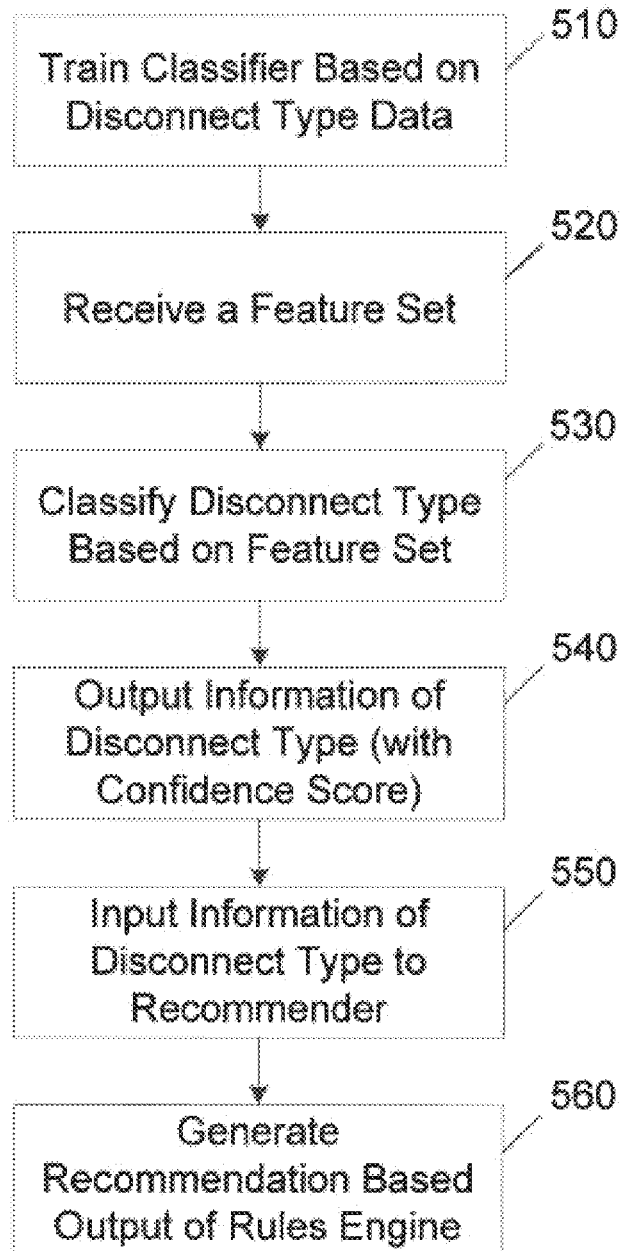 510
Train Classifier Based on
Disconnect Type Data
520
Receive a Feature Set
530
Classify Disconnect Type
Based on Feature Set
540
Output Information of
Disconnect Type (with
Confidence Score)
550
Input Information of
Disconnect Type to
Recommender
560
Generate
Recommendation Based
Output of Rules Engine